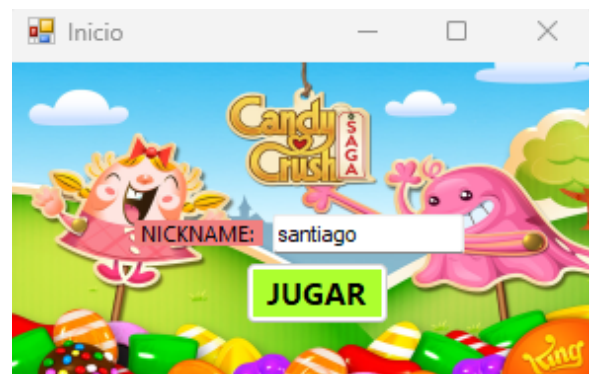 Inicio
Candy
Crush
SAGA
NICKNAME: santiago
JUGAR
King